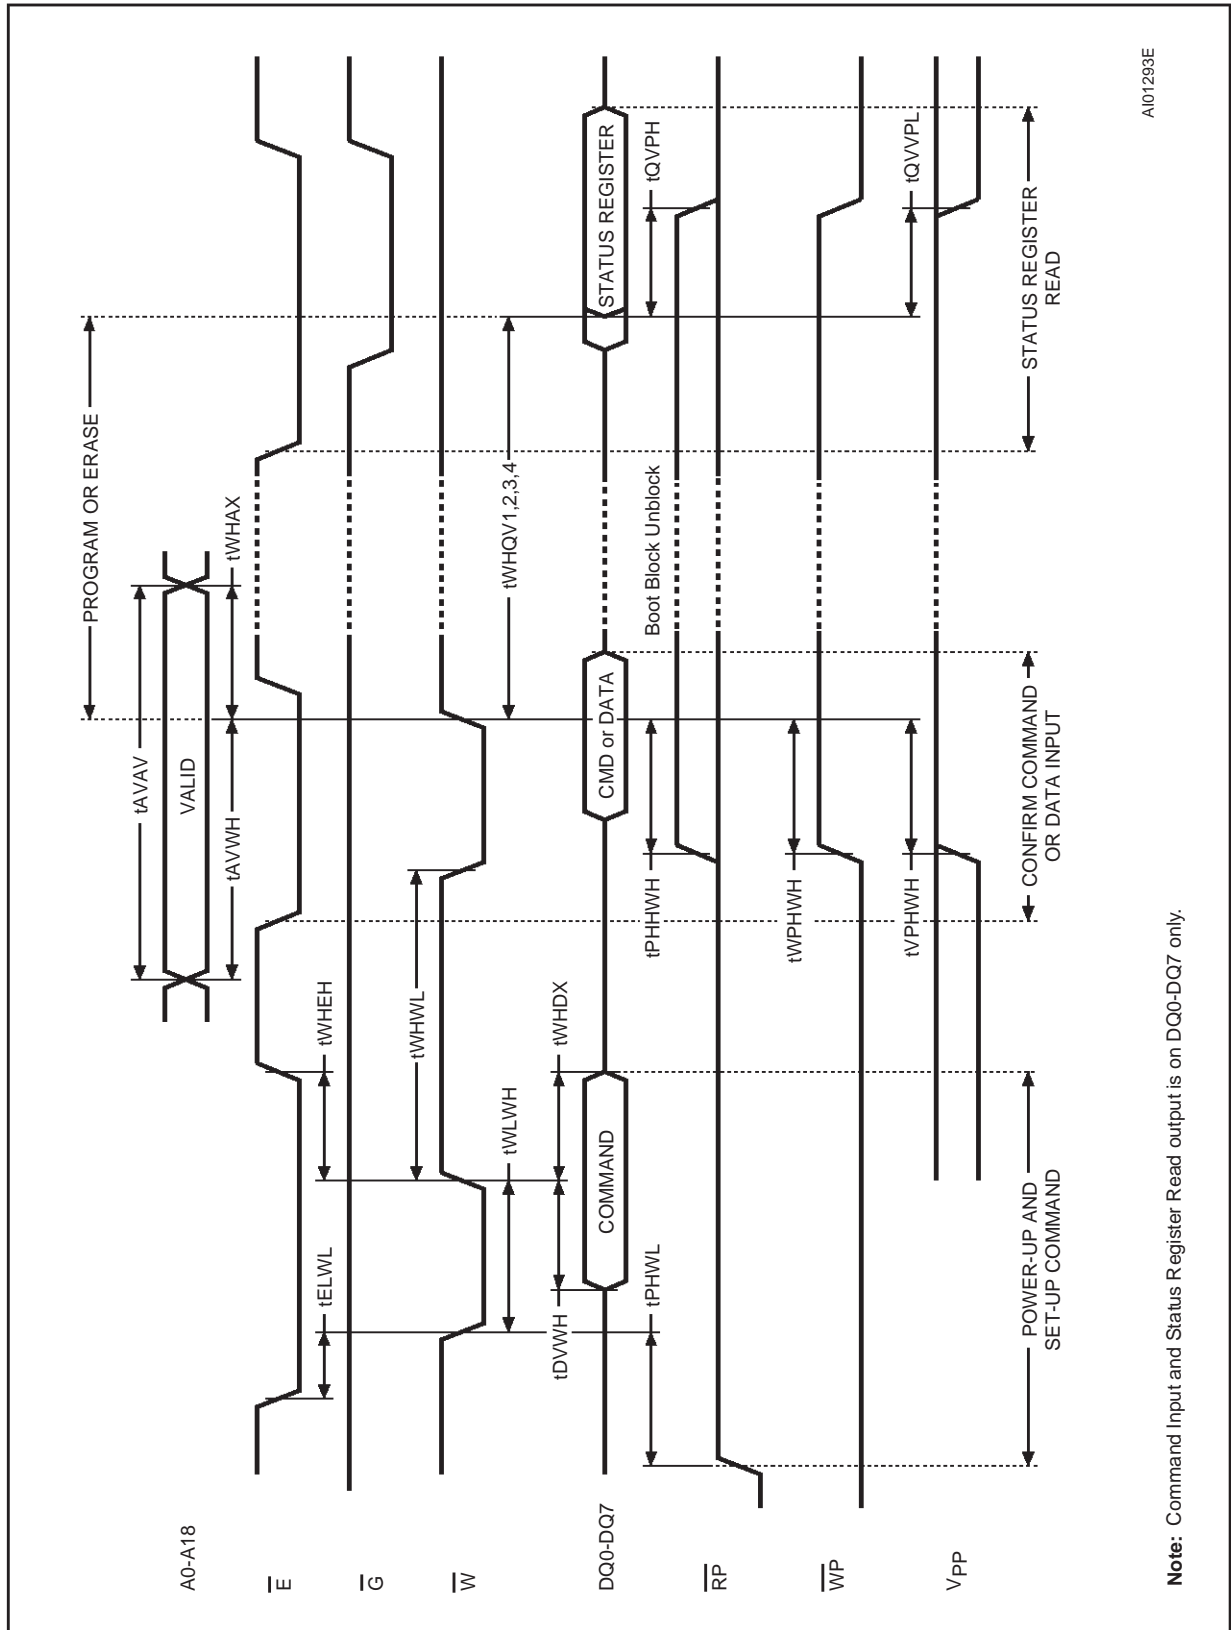 PROGRAM OR ERASE
tAVAV
A0-A18
VALID
tAVWH
tWHAX
E
tELWL
tWHEH
G
tWHWL
W
tWLWH
tWHQV1,2,3,4
tDVWH
tWHDX
DQ0-DQ7
COMMAND
CMD or DATA
STATUS REGISTER
tPHWL
tPHHWH
Boot Block Unblock
tQVPH
RP
tWPHWH
WP
tVPHWH
tQVVPL
VPP
POWER-UP AND
SET-UP COMMAND
CONFIRM COMMAND
OR DATA INPUT
STATUS REGISTER
READ
AI01293E
Note: Command Input and Status Register Read output is on DQ0-DQ7 only.